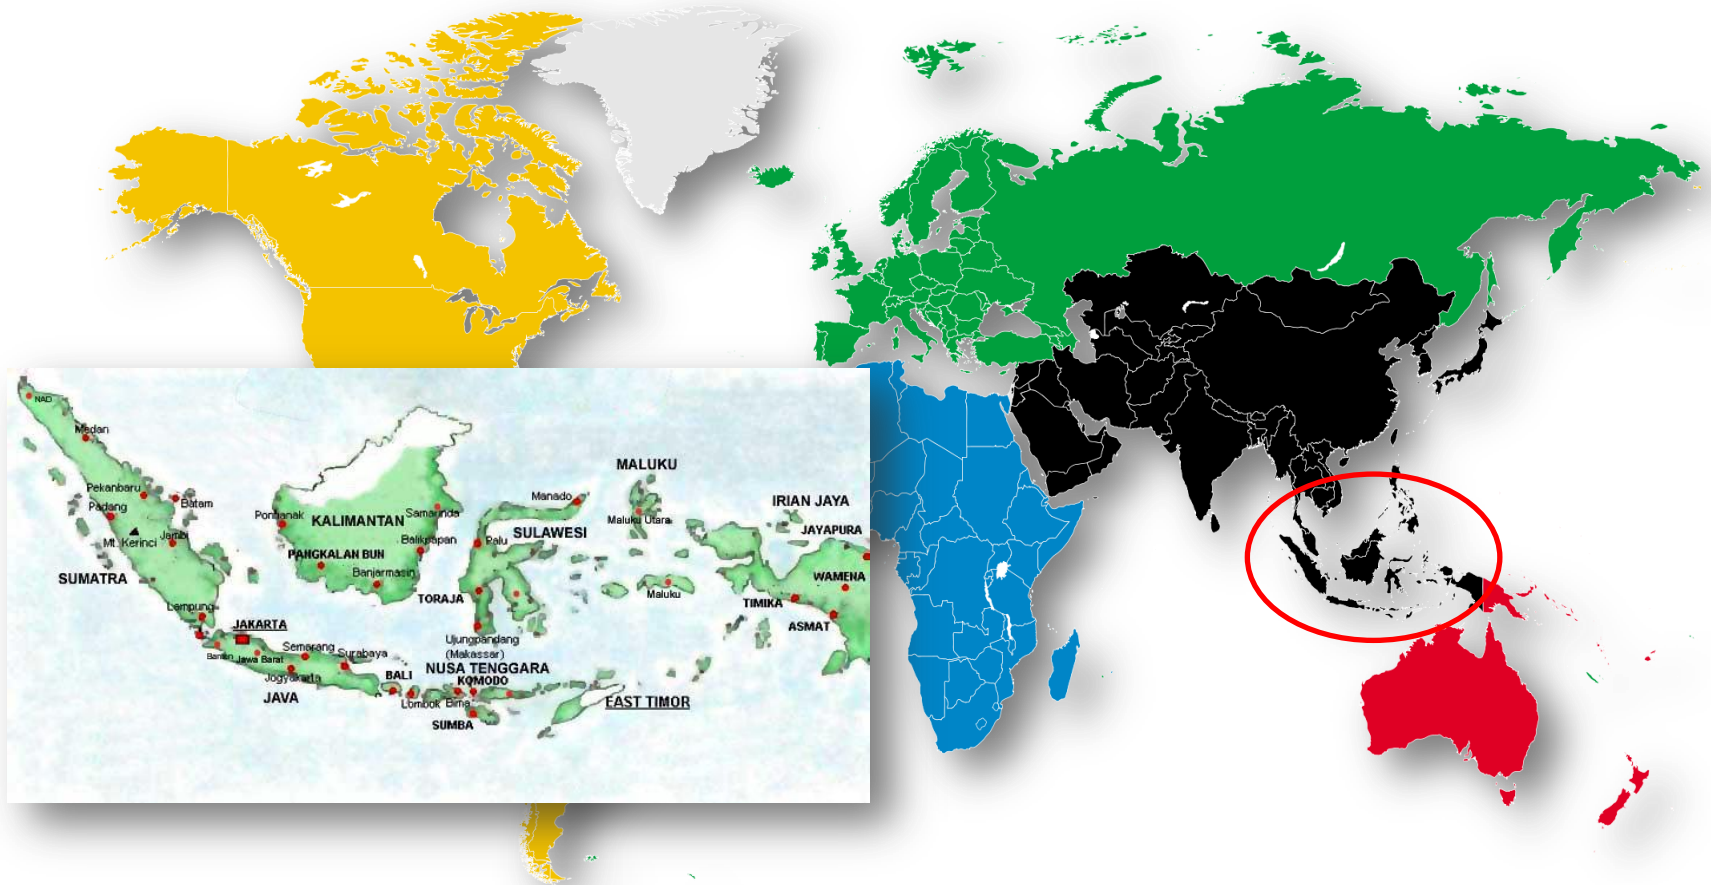 NAD
Medan
Pekanbaru
Padang
Batam
Mt. Kerinci
Jambi
SUMATRA
Lampung
JAKARTA
Banten
Jawa Barat
Semarang
Surabaya
Jogyakarta
JAVA
Pontianak
KALIMANTAN
Samarinda
Balikpapan
PANGKALAN BUN
Banjarmasin
Manado
SULAWESI
Palu
TORAJA
Ujungpandang
(Makassar)
NUSA TENGGARA
BALI
KOMODO
Lombok
Bima
SUMBA
EAST TIMOR
MALUKU
Maluku Utara
Maluku
IRIAN JAYA
JAYAPURA
WAMENA
TIMIKA
ASMAT